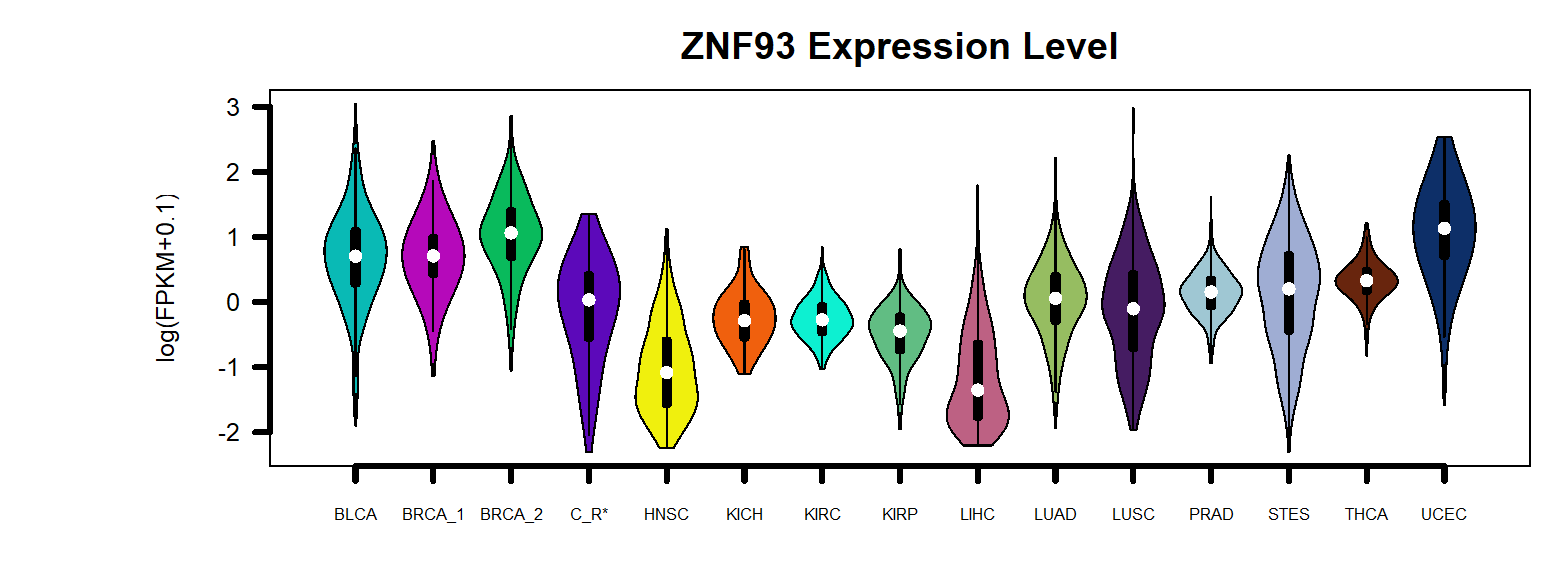 ZNF93 Expression Level
log(FPKM+0.1)
3
2
1
0
-1
-2
BLCA BRCA_1 BRCA_2 C_R* HNSC KICH KIRC KIRP LIHC LUAD LUSC PRAD STES THCA UCEC